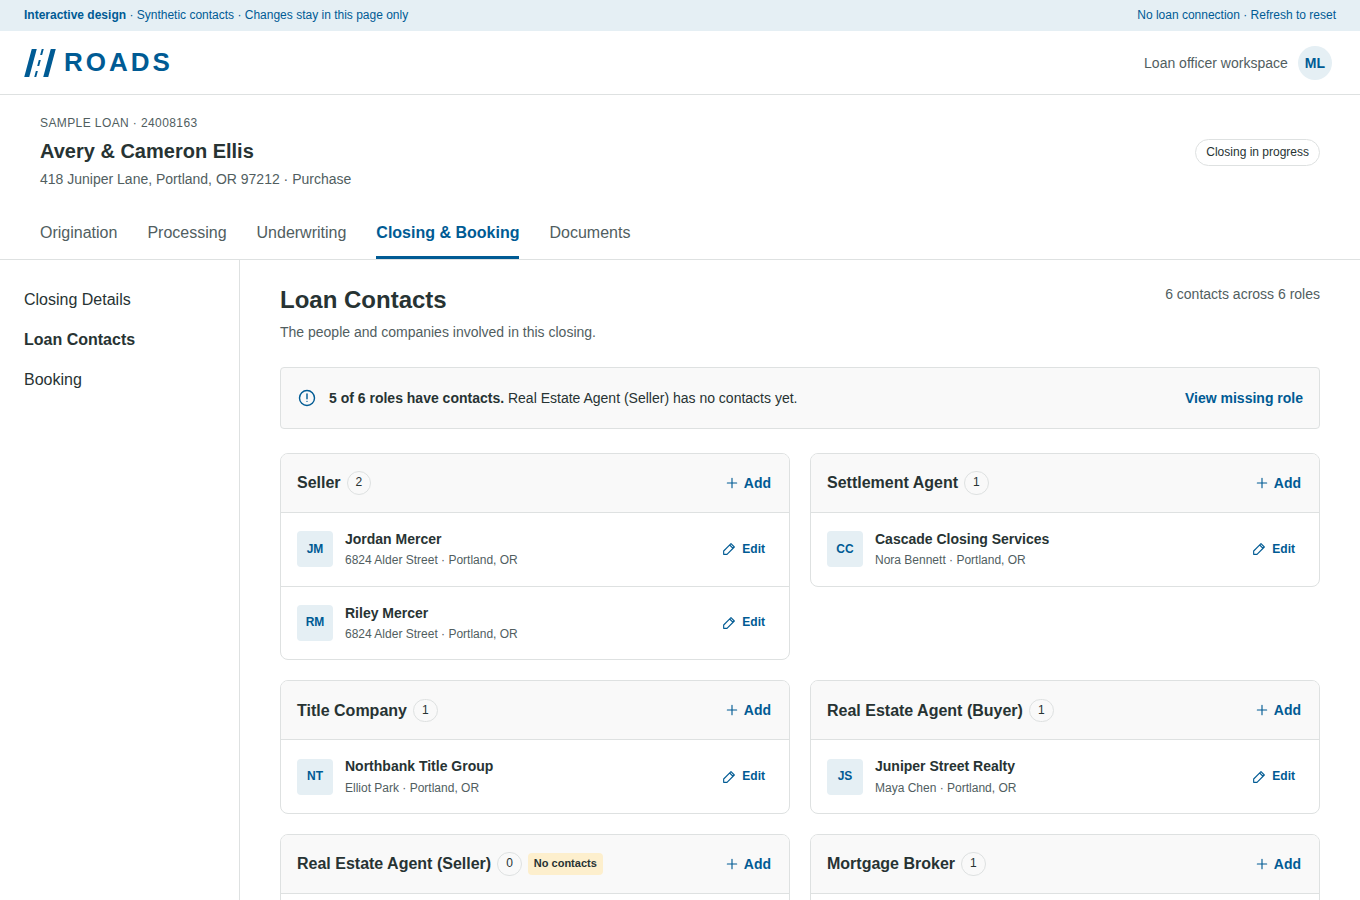 Interactive design · Synthetic contacts · Changes stay in this page only
No loan connection · Refresh to reset
ROADS
Loan officer workspace
ML
SAMPLE LOAN · 24008163
Avery & Cameron Ellis
418 Juniper Lane, Portland, OR 97212 · Purchase
Closing in progress
Origination
Processing
Underwriting
Closing & Booking
Documents
Closing Details
Loan Contacts
Booking
Loan Contacts
6 contacts across 6 roles
The people and companies involved in this closing.
5 of 6 roles have contacts. Real Estate Agent (Seller) has no contacts yet.
View missing role
Seller 2
Add
JM
Jordan Mercer
6824 Alder Street · Portland, OR
Edit
RM
Riley Mercer
6824 Alder Street · Portland, OR
Edit
Settlement Agent 1
Add
CC
Cascade Closing Services
Nora Bennett · Portland, OR
Edit
Title Company 1
Add
NT
Northbank Title Group
Elliot Park · Portland, OR
Edit
Real Estate Agent (Buyer) 1
Add
JS
Juniper Street Realty
Maya Chen · Portland, OR
Edit
Real Estate Agent (Seller) 0 No contacts
Add
Mortgage Broker 1
Add